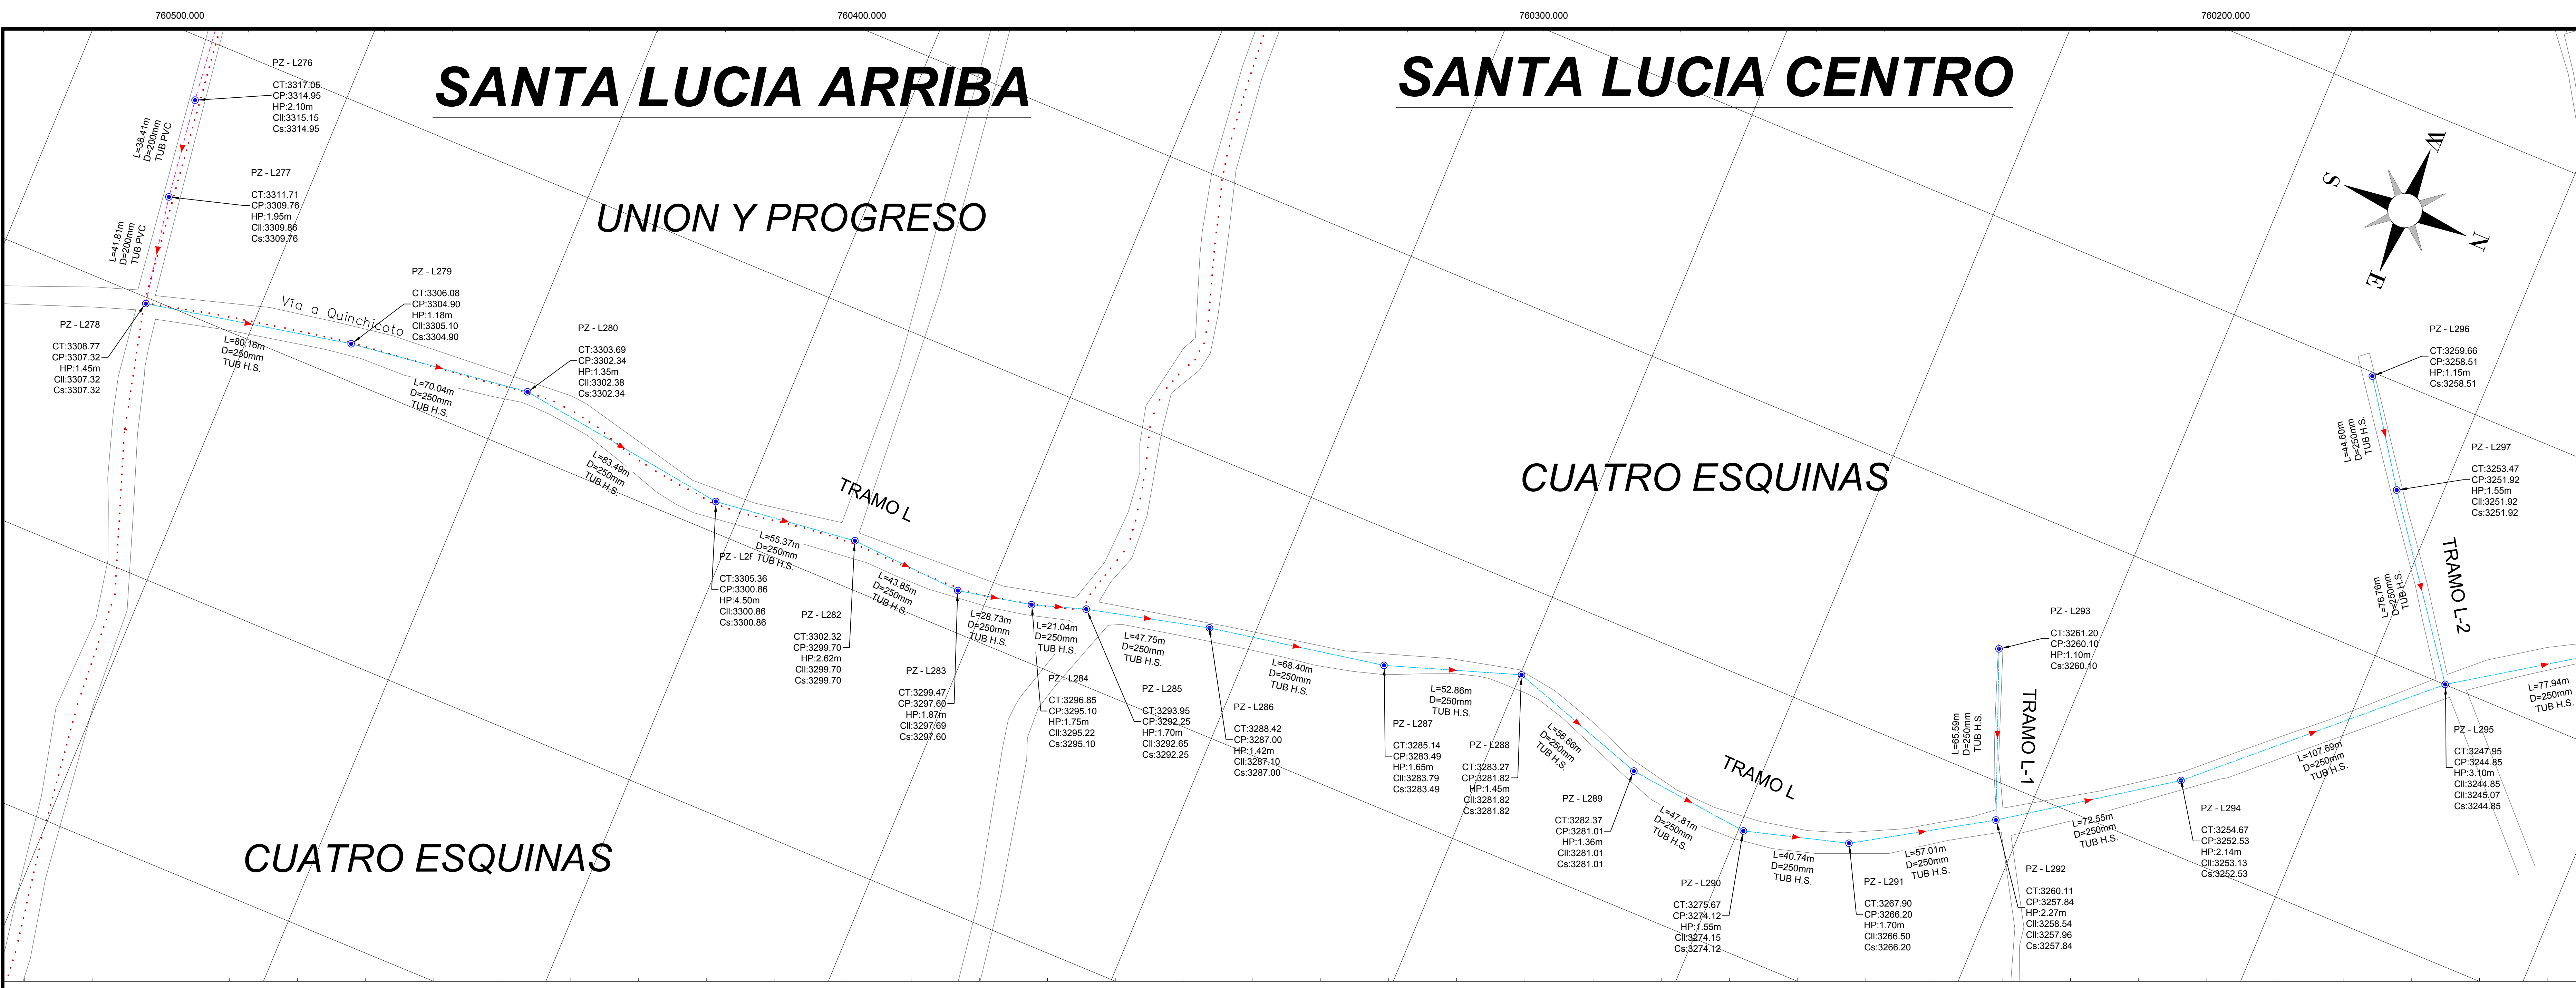 760500.000
760400.000
760300.000
760200.000
SANTA LUCIA ARRIBA
SANTA LUCIA CENTRO
UNION Y PROGRESO
CUATRO ESQUINAS
CUATRO ESQUINAS
W
S
N
E
PZ - L276
CT:3317.05
CP:3314.95
HP:2.10m
Cll:3315.15
Cs:3314.95
L=38.41m
D=200mm
TUB PVC
PZ - L277
CT:3311.71
CP:3309.76
HP:1.95m
Cll:3309.86
Cs:3309.76
L=41.81m
D=200mm
TUB PVC
PZ - L278
CT:3308.77
CP:3307.32
HP:1.45m
Cll:3307.32
Cs:3307.32
Vía a Quinchicoto
L=80.16m
D=250mm
TUB H.S.
PZ - L279
CT:3306.08
CP:3304.90
HP:1.18m
Cll:3305.10
Cs:3304.90
L=70.04m
D=250mm
TUB H.S.
PZ - L280
CT:3303.69
CP:3302.34
HP:1.35m
Cll:3302.38
Cs:3302.34
L=83.49m
D=250mm
TUB H.S.
PZ - L28
CT:3305.36
CP:3300.86
HP:4.50m
Cll:3300.86
Cs:3300.86
L=55.37m
D=250mm
TUB H.S.
TRAMO L
PZ - L282
CT:3302.32
CP:3299.70
HP:2.62m
Cll:3299.70
Cs:3299.70
L=43.85m
D=250mm
TUB H.S.
PZ - L283
CT:3299.47
CP:3297.60
HP:1.87m
Cll:3297.69
Cs:3297.60
L=28.73m
D=250mm
TUB H.S.
PZ - L284
CT:3296.85
CP:3295.10
HP:1.75m
Cll:3295.22
Cs:3295.10
L=21.04m
D=250mm
TUB H.S.
PZ - L285
CT:3293.95
CP:3292.25
HP:1.70m
Cll:3292.65
Cs:3292.25
L=47.75m
D=250mm
TUB H.S.
PZ - L286
CT:3288.42
CP:3287.00
HP:1.42m
Cll:3287.10
Cs:3287.00
L=68.40m
D=250mm
TUB H.S.
PZ - L287
CT:3285.14
CP:3283.49
HP:1.65m
Cll:3283.79
Cs:3283.49
L=52.86m
D=250mm
TUB H.S.
PZ - L288
CT:3283.27
CP:3281.82
HP:1.45m
Cll:3281.82
Cs:3281.82
L=56.66m
D=250mm
TUB H.S.
PZ - L289
CT:3282.37
CP:3281.01
HP:1.36m
Cll:3281.01
Cs:3281.01
L=47.81m
D=250mm
TUB H.S.
TRAMO L
PZ - L290
CT:3275.67
CP:3274.12
HP:1.55m
Cll:3274.15
Cs:3274.12
L=40.74m
D=250mm
TUB H.S.
PZ - L291
CT:3267.90
CP:3266.20
HP:1.70m
Cll:3266.50
Cs:3266.20
L=57.01m
D=250mm
TUB H.S.
PZ - L292
CT:3260.11
CP:3257.84
HP:2.27m
Cll:3258.54
Cll:3257.96
Cs:3257.84
PZ - L293
CT:3261.20
CP:3260.10
HP:1.10m
Cs:3260.10
L=65.59m
D=250mm
TUB H.S.
TRAMO L-1
L=72.55m
D=250mm
TUB H.S.
PZ - L294
CT:3254.67
CP:3252.53
HP:2.14m
Cll:3253.13
Cs:3252.53
L=107.69m
D=250mm
TUB H.S.
PZ - L295
CT:3247.95
CP:3244.85
HP:3.10m
Cll:3244.85
Cll:3245.07
Cs:3244.85
PZ - L296
CT:3259.66
CP:3258.51
HP:1.15m
Cs:3258.51
L=44.60m
D=250mm
TUB H.S.
PZ - L297
CT:3253.47
CP:3251.92
HP:1.55m
Cll:3251.92
Cs:3251.92
L=76.76m
D=250mm
TUB H.S.
TRAMO L-2
L=77.94m
D=250mm
TUB H.S.